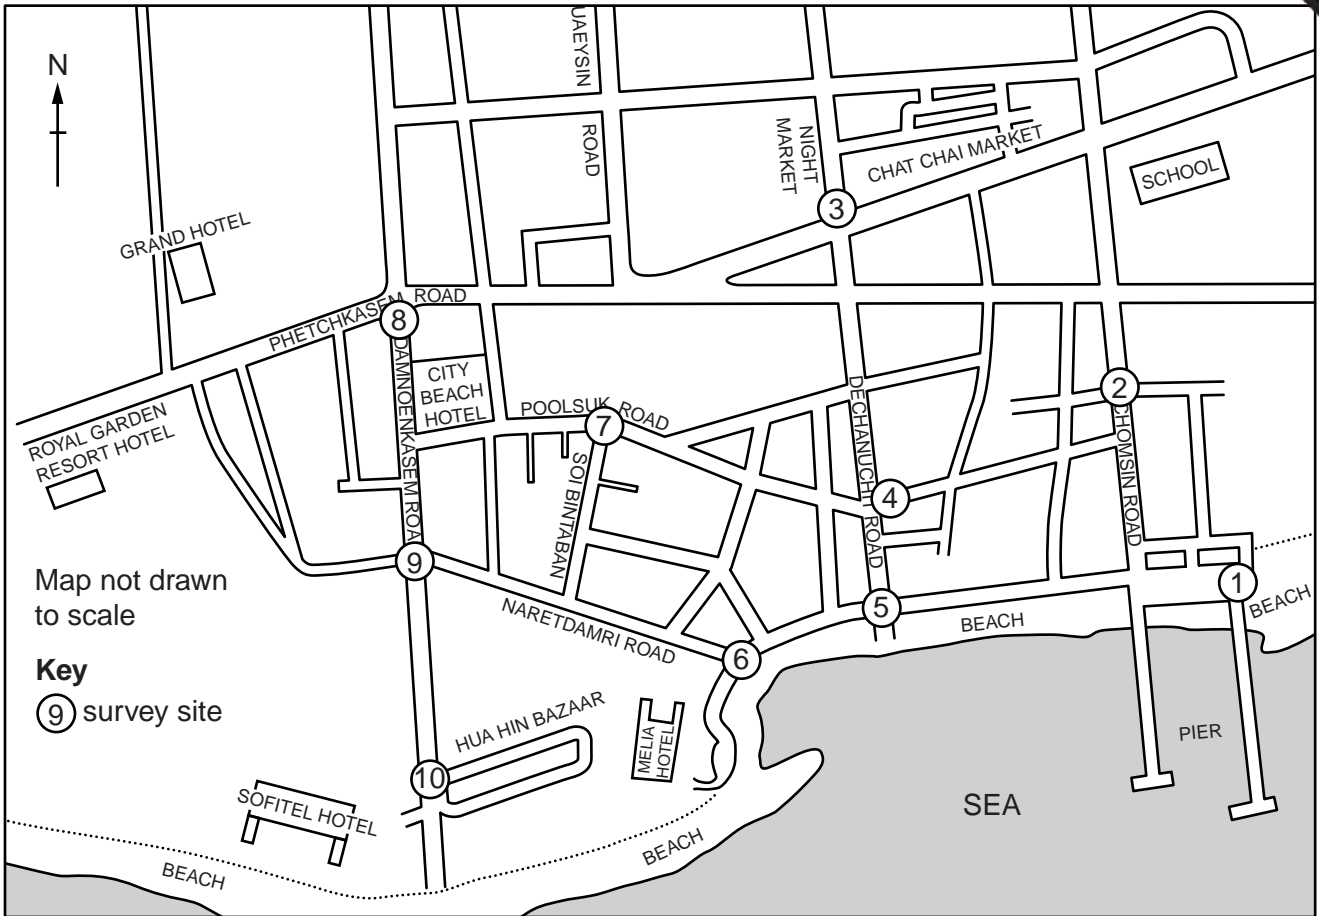 N
UAEYSIN
ROAD
NIGHT
MARKET
CHAT CHAI MARKET
SCHOOL
3
GRAND HOTEL
PHETCHKASEM ROAD
8
DAMNOENKASEM ROA
CITY
BEACH
HOTEL
POOLSUK ROAD
7
SOI BINTABAN
DECHANUCHIT ROAD
2
CHOMSIN ROAD
ROYAL GARDEN
RESORT HOTEL
4
9
Map not drawn
to scale
NARETDAMRI ROAD
5
1
BEACH
BEACH
6
Key
9 survey site
HUA HIN BAZAAR
MELIA
HOTEL
PIER
10
SOFITEL HOTEL
SEA
BEACH
BEACH